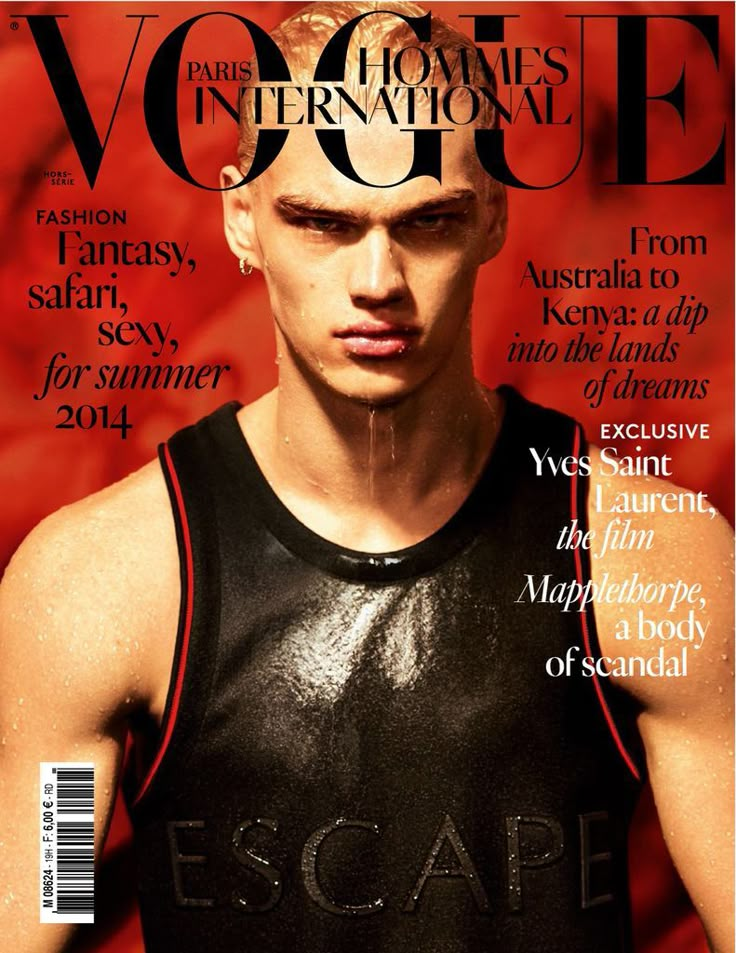 ®
VOGUE
PARIS HOMMES
INTERNATIONAL
HORS-
SÉRIE
FASHION
Fantasy,
safari,
sexy,
for summer
2014
From
Australia to
Kenya: a dip
into the lands
of dreams
EXCLUSIVE
Yves Saint
Laurent,
the film
Mapplethorpe,
a body
of scandal
ESCAPE
M 08624 - 19H - F: 6,00 € - RD